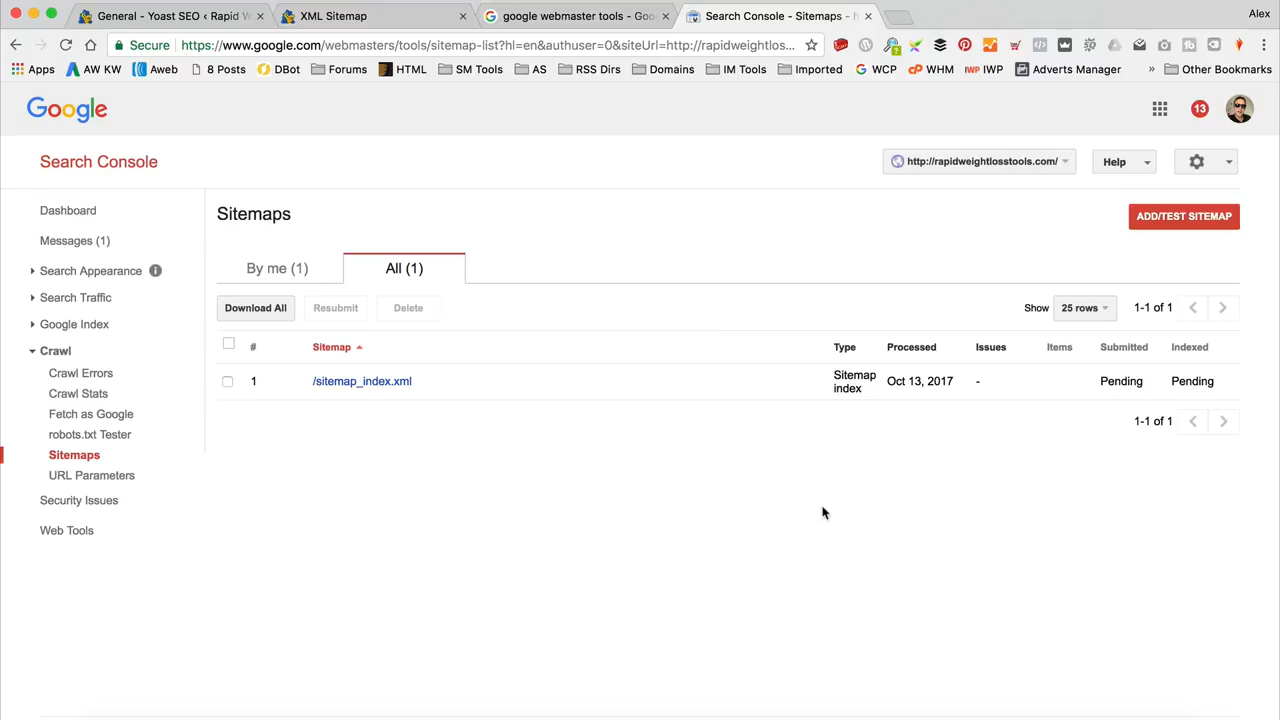 General - Yoast SEO ‹ Rapid W
XML Sitemap
google webmaster tools - Goo
Search Console - Sitemaps - h
Alex
Secure
https://www.google.com/webmasters/tools/sitemap-list?hl=en&authuser=0&siteUrl=http://rapidweightlos...
Apps
AW KW
Aweb
8 Posts
DBot
Forums
HTML
SM Tools
AS
RSS Dirs
Domains
IM Tools
Imported
WCP
WHM
IWP IWP
Adverts Manager
»
Other Bookmarks
Google
13
Search Console
http://rapidweightlosstools.com/
Help
Dashboard
Messages (1)
Search Appearance
Search Traffic
Google Index
Crawl
Crawl Errors
Crawl Stats
Fetch as Google
robots.txt Tester
Sitemaps
URL Parameters
Security Issues
Web Tools
Sitemaps
ADD/TEST SITEMAP
By me (1)
All (1)
Download All
Resubmit
Delete
Show
25 rows
1-1 of 1
# Sitemap Type Processed Issues Items Submitted Indexed
1 /sitemap_index.xml Sitemap index Oct 13, 2017 - Pending Pending
1-1 of 1